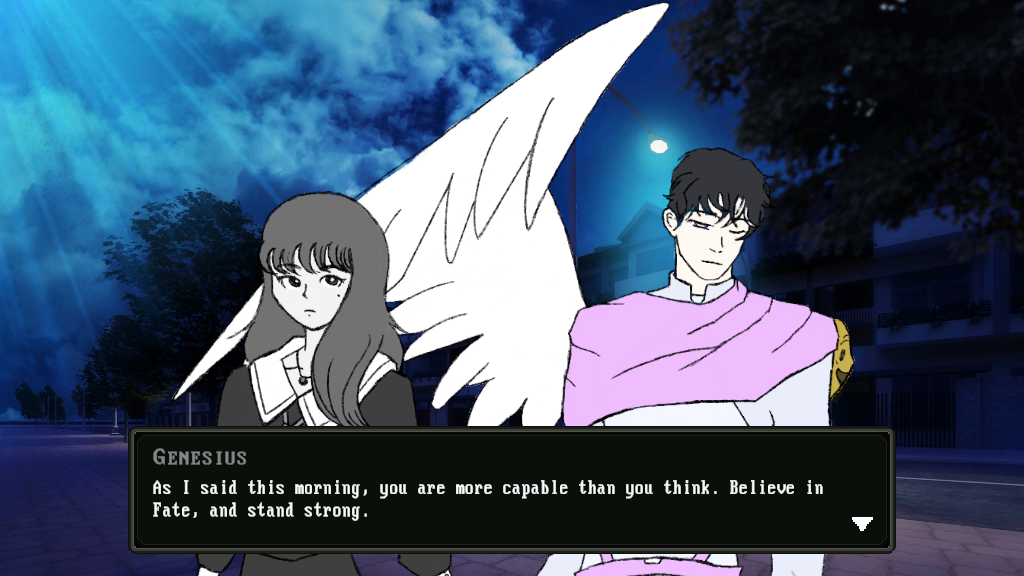 Genesius
As I said this morning, you are more capable than you think. Believe in
Fate, and stand strong.